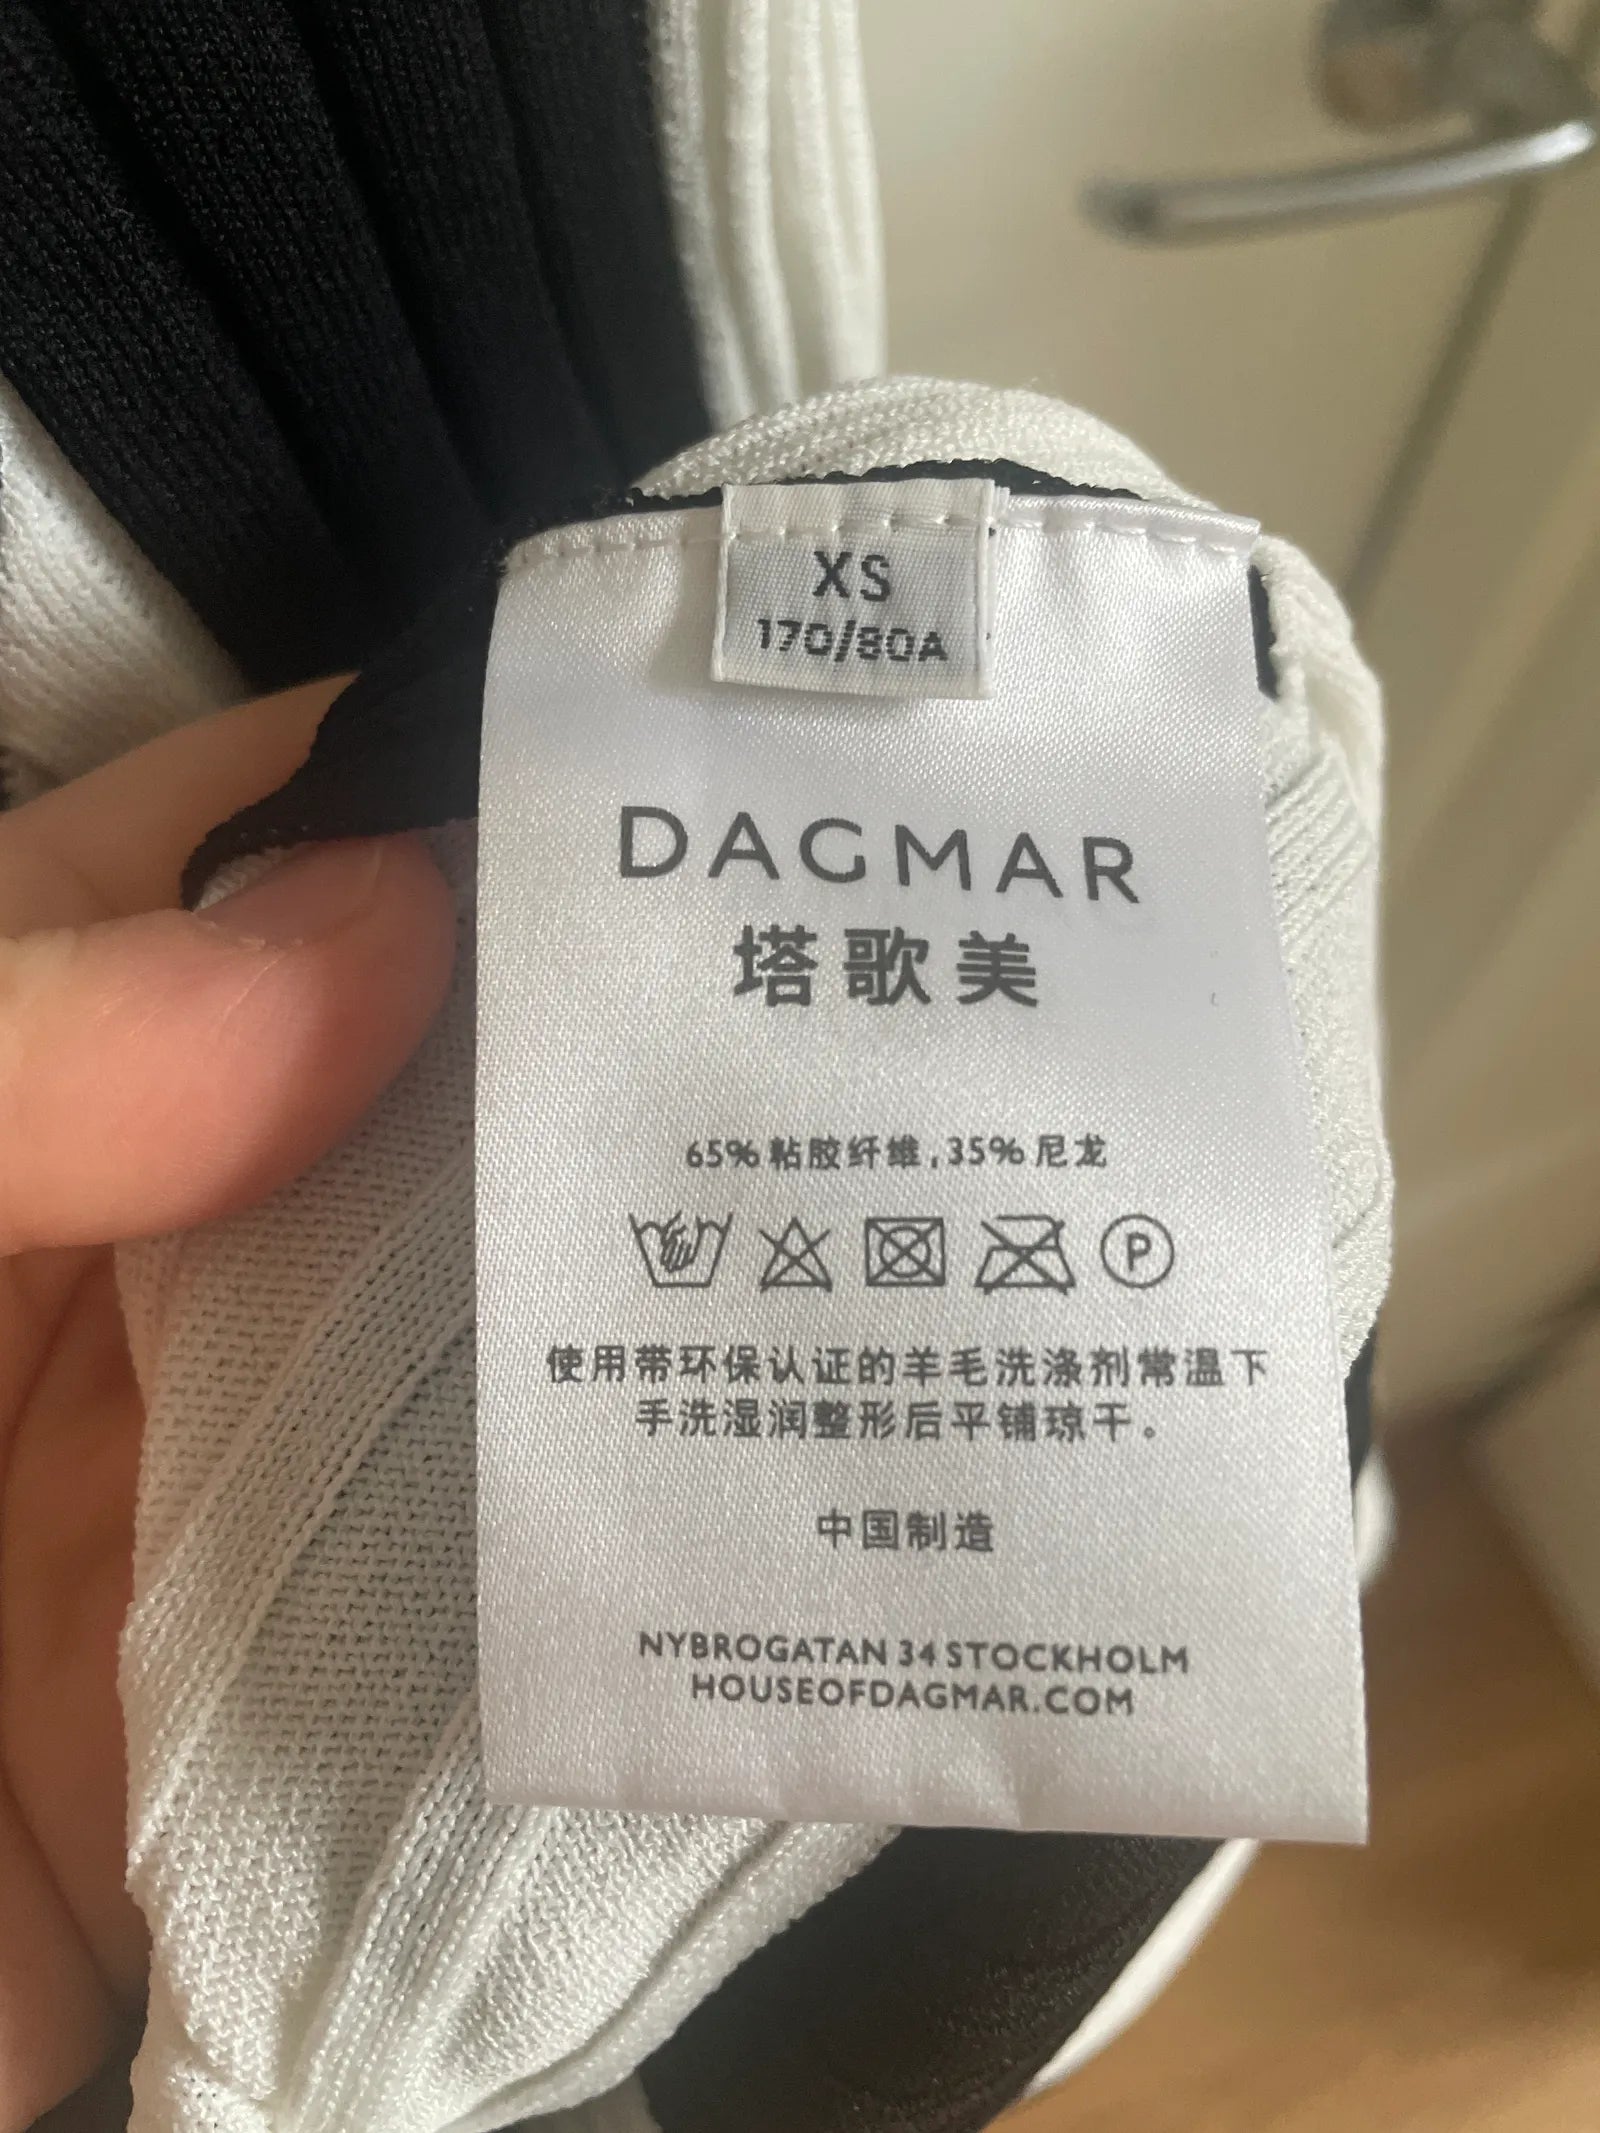 XS
170/80A
DAGMAR
塔歌美
65% 粘胶纤维,35% 尼龙
P
使用带环保认证的羊毛洗涤剂常温下
手洗湿润整形后平铺琼干。
中国制造
NYBROGATAN 34 STOCKHOLM
HOUSEOFDAGMAR.COM